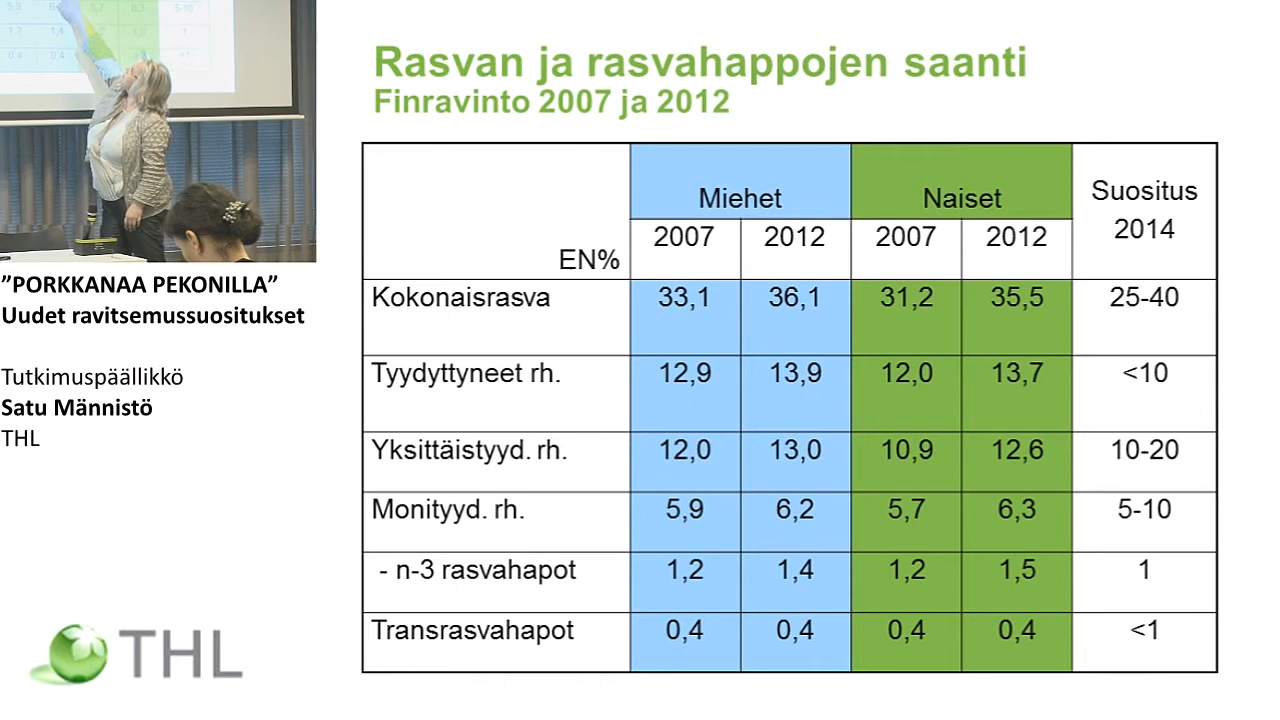 Rasvan ja rasvahappojen saanti
Finravinto 2007 ja 2012
EN% Miehet Naiset Suositus 2014
2007 2012 2007 2012
Kokonaisrasva 33,1 36,1 31,2 35,5 25-40
Tyydyttyneet rh. 12,9 13,9 12,0 13,7 <10
Yksittäistyyd. rh. 12,0 13,0 10,9 12,6 10-20
Monityyd. rh. 5,9 6,2 5,7 6,3 5-10
- n-3 rasvahapot 1,2 1,4 1,2 1,5 1
Transrasvahapot 0,4 0,4 0,4 0,4 <1
”PORKKANAA PEKONILLA”
Uudet ravitsemussuositukset
Tutkimuspäällikkö
Satu Männistö
THL
THL